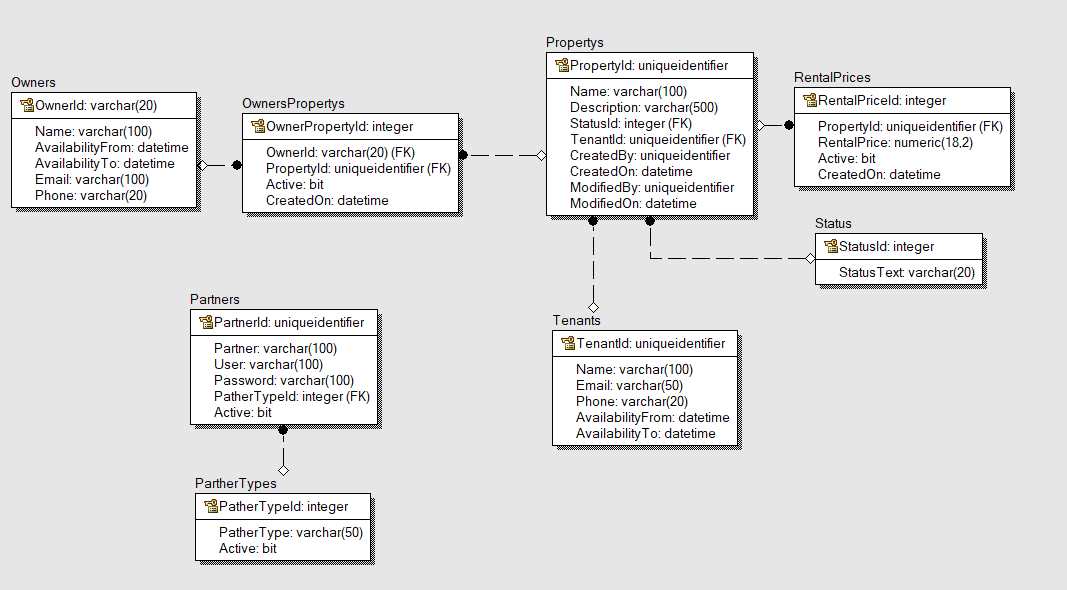 Owners
OwnerId: varchar(20)
Name: varchar(100)
AvailabilityFrom: datetime
AvailabilityTo: datetime
Email: varchar(100)
Phone: varchar(20)
OwnersPropertys
OwnerPropertyId: integer
OwnerId: varchar(20) (FK)
PropertyId: uniqueidentifier (FK)
Active: bit
CreatedOn: datetime
Propertys
PropertyId: uniqueidentifier
Name: varchar(100)
Description: varchar(500)
StatusId: integer (FK)
TenantId: uniqueidentifier (FK)
CreatedBy: uniqueidentifier
CreatedOn: datetime
ModifiedBy: uniqueidentifier
ModifiedOn: datetime
RentalPrices
RentalPriceId: integer
PropertyId: uniqueidentifier (FK)
RentalPrice: numeric(18,2)
Active: bit
CreatedOn: datetime
Status
StatusId: integer
StatusText: varchar(20)
Partners
PartnerId: uniqueidentifier
Partner: varchar(100)
User: varchar(100)
Password: varchar(100)
PatherTypeId: integer (FK)
Active: bit
Tenants
TenantId: uniqueidentifier
Name: varchar(100)
Email: varchar(50)
Phone: varchar(20)
AvailabilityFrom: datetime
AvailabilityTo: datetime
PartherTypes
PatherTypeId: integer
PatherType: varchar(50)
Active: bit